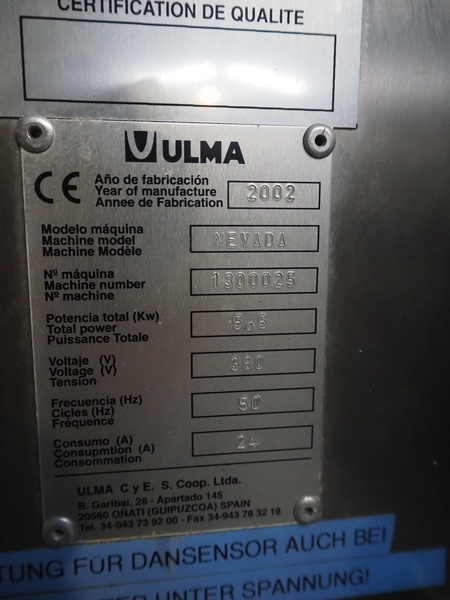 CERTIFICATION DE QUALITE
ULMA
CE
Año de fabricación
Year of manufacture
Annee de Fabrication
2002
Modelo máquina
Machine model
Machine Modèle
NEVADA
Nº máquina
Machine number
Nº machine
1300025
Potencia total (Kw)
Total power
Puissance Totale
5,5
Voltaje (V)
Voltage (V)
Tension
380
Frecuencia (Hz)
Cicles (Hz)
Fréquence
50
Consumo (A)
Consumption (A)
Consommation
24
ULMA C y E. S. Coop. Ltda.
B. Garibai, 28 - Apartado 145
20560 OÑATI (GUIPUZCOA) SPAIN
Tel. 34-943 73 92 00 - Fax 34-943 78 32 18
TUNG FÜR DANSENSOR AUCH BEI
UNTER SPANNUNG!